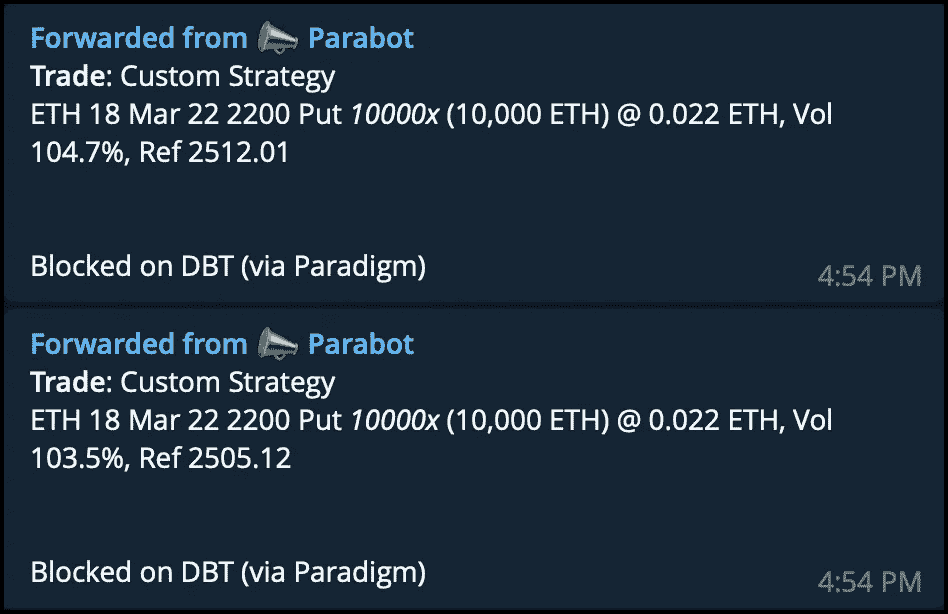 Forwarded from Parabot
Trade: Custom Strategy
ETH 18 Mar 22 2200 Put 10000x (10,000 ETH) @ 0.022 ETH, Vol
104.7%, Ref 2512.01
Blocked on DBT (via Paradigm)
4:54 PM
Forwarded from Parabot
Trade: Custom Strategy
ETH 18 Mar 22 2200 Put 10000x (10,000 ETH) @ 0.022 ETH, Vol
103.5%, Ref 2505.12
Blocked on DBT (via Paradigm)
4:54 PM